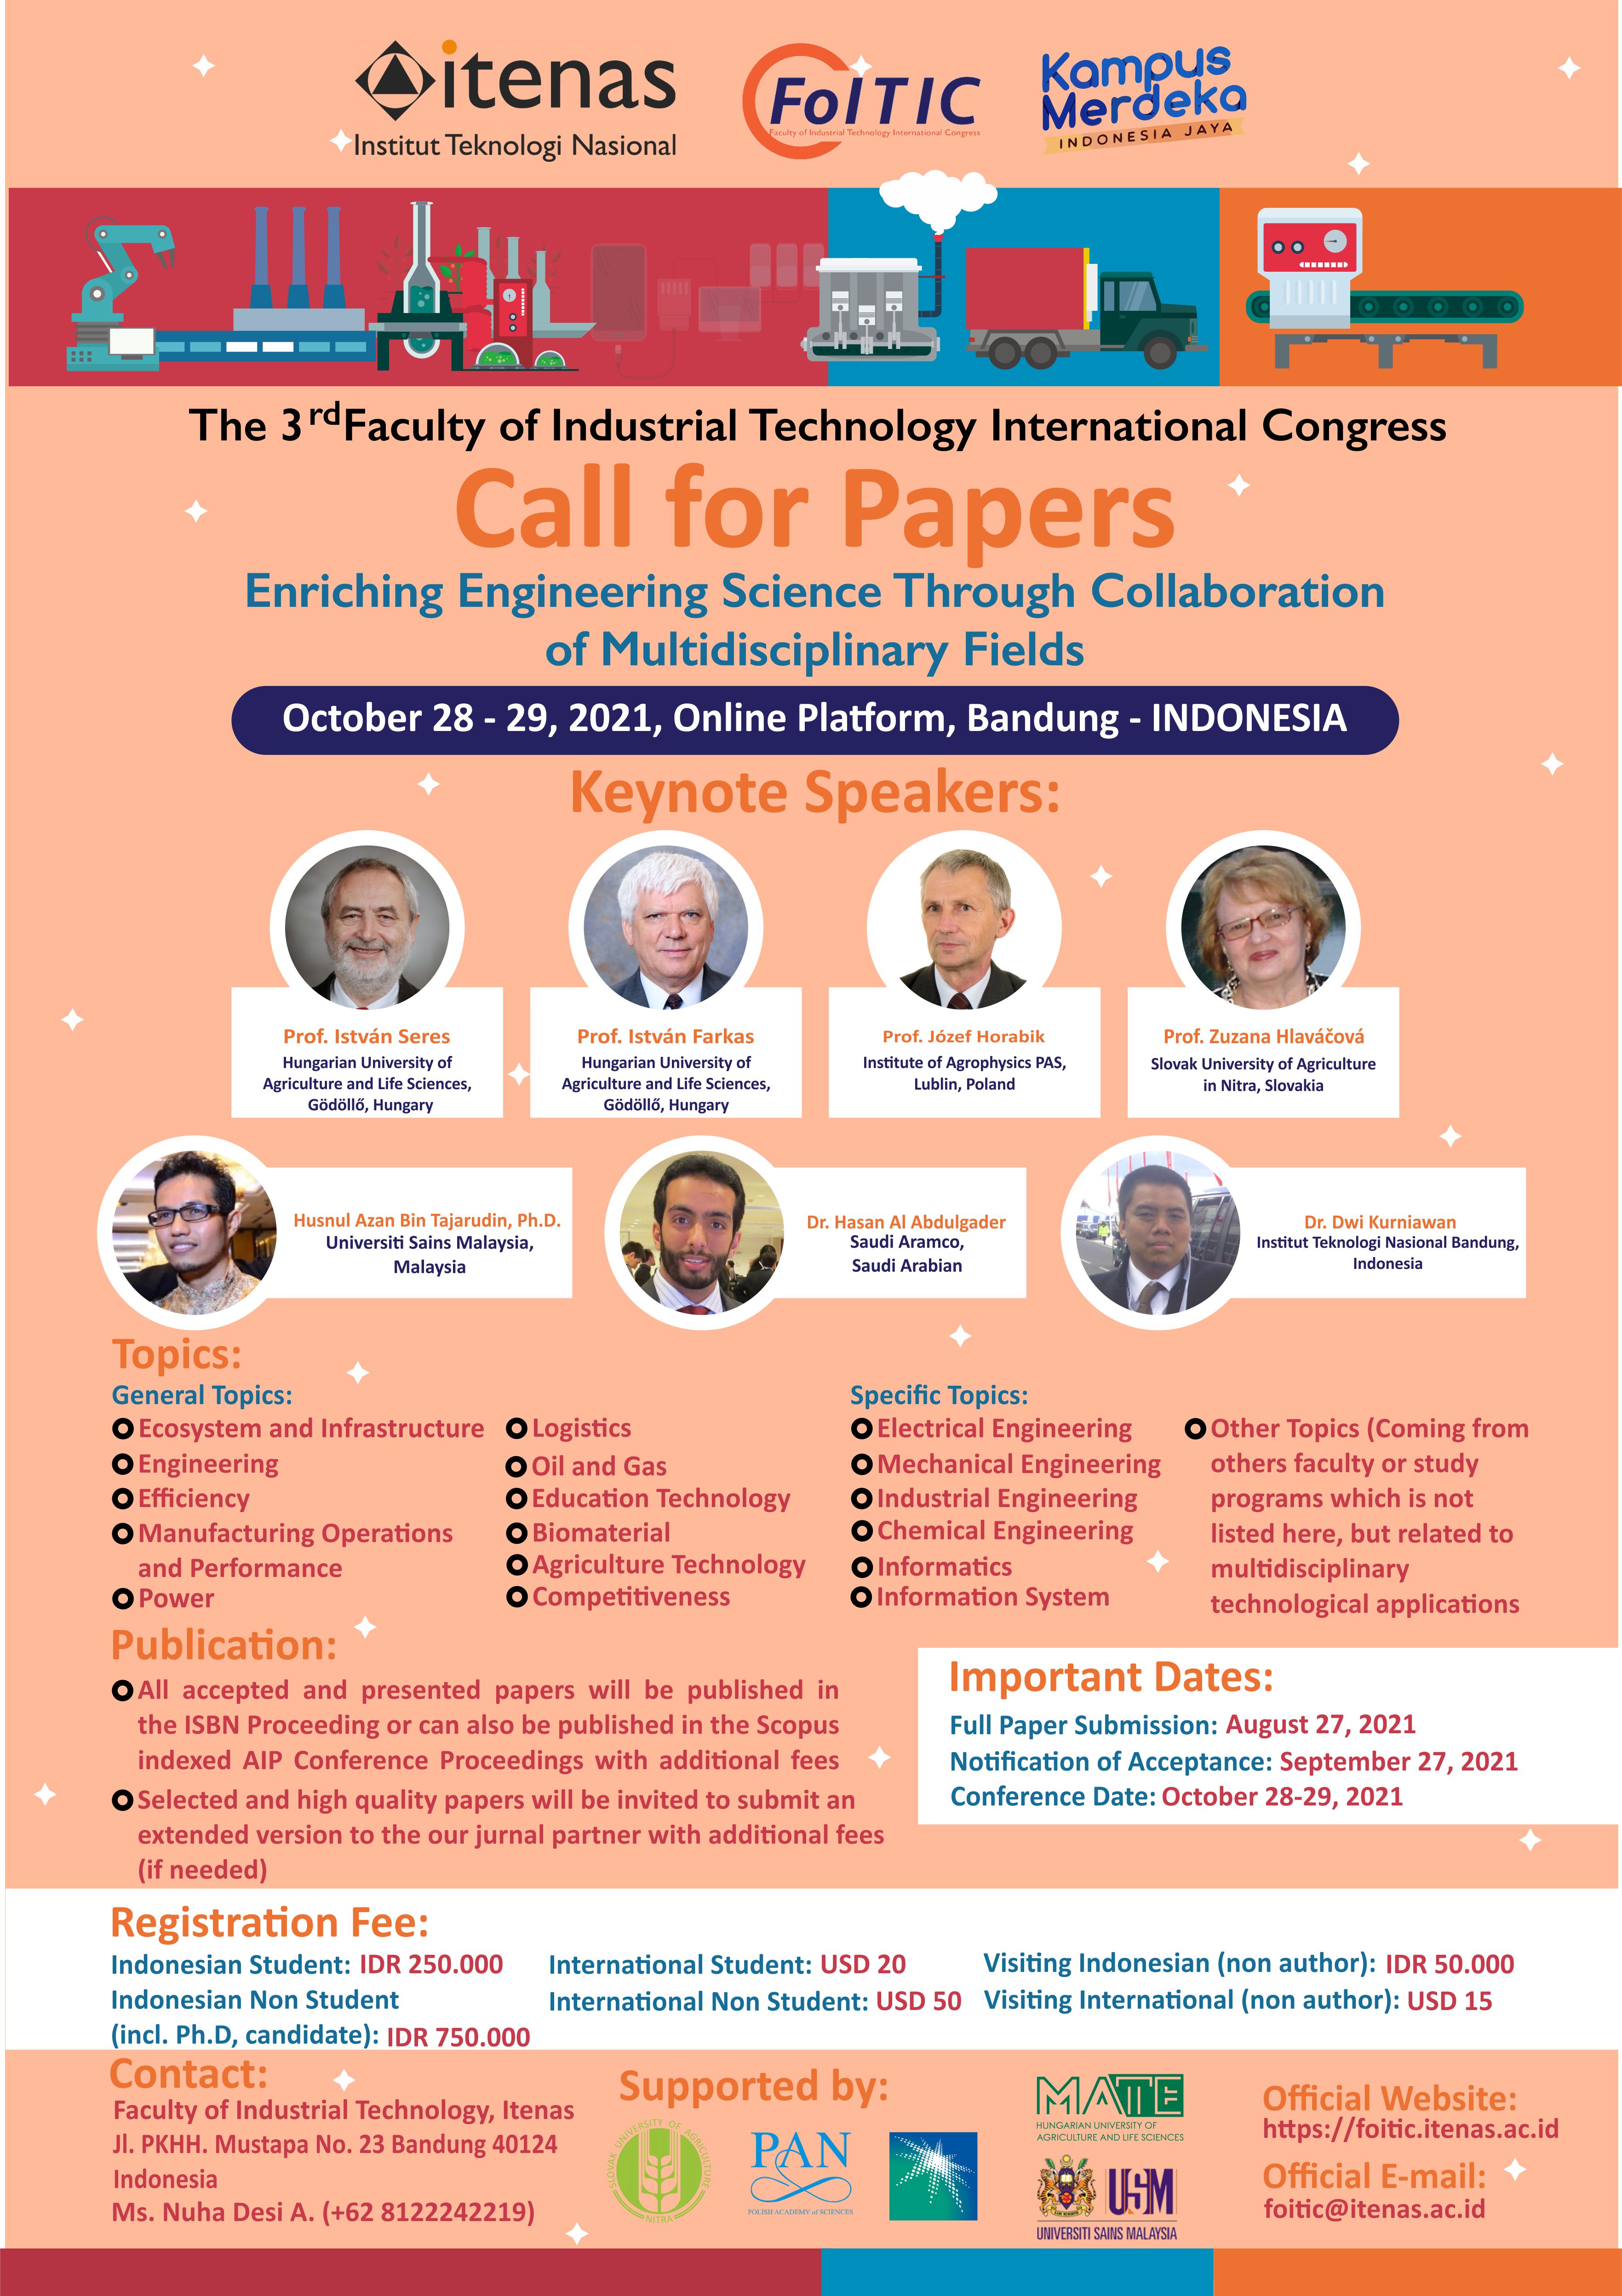 itenas
Institut Teknologi Nasional
FoITIC
Faculty of Industrial Technology International Congress
Kampus
Merdeka
INDONESIA JAYA
The 3rd Faculty of Industrial Technology International Congress
Call for Papers
Enriching Engineering Science Through Collaboration
of Multidisciplinary Fields
October 28 - 29, 2021, Online Platform, Bandung - INDONESIA
Keynote Speakers:
Prof. István Seres
Hungarian University of
Agriculture and Life Sciences,
Gödöllő, Hungary
Prof. István Farkas
Hungarian University of
Agriculture and Life Sciences,
Gödöllő, Hungary
Prof. Józef Horabik
Institute of Agrophysics PAS,
Lublin, Poland
Prof. Zuzana Hlaváčová
Slovak University of Agriculture
in Nitra, Slovakia
Husnul Azan Bin Tajarudin, Ph.D.
Universiti Sains Malaysia,
Malaysia
Dr. Hasan Al Abdulgader
Saudi Aramco,
Saudi Arabian
Dr. Dwi Kurniawan
Institut Teknologi Nasional Bandung,
Indonesia
Topics:
General Topics:
Ecosystem and Infrastructure
Engineering
Efficiency
Manufacturing Operations
and Performance
Power
Logistics
Oil and Gas
Education Technology
Biomaterial
Agriculture Technology
Competitiveness
Specific Topics:
Electrical Engineering
Mechanical Engineering
Industrial Engineering
Chemical Engineering
Informatics
Information System
Other Topics (Coming from
others faculty or study
programs which is not
listed here, but related to
multidisciplinary
technological applications
Publication:
All accepted and presented papers will be published in
the ISBN Proceeding or can also be published in the Scopus
indexed AIP Conference Proceedings with additional fees
Selected and high quality papers will be invited to submit an
extended version to the our jurnal partner with additional fees
(if needed)
Important Dates:
Full Paper Submission: August 27, 2021
Notification of Acceptance: September 27, 2021
Conference Date: October 28-29, 2021
Registration Fee:
Indonesian Student: IDR 250.000
Indonesian Non Student
(incl. Ph.D, candidate): IDR 750.000
International Student: USD 20
International Non Student: USD 50
Visiting Indonesian (non author): IDR 50.000
Visiting International (non author): USD 15
Contact:
Faculty of Industrial Technology, Itenas
Jl. PKHH. Mustapa No. 23 Bandung 40124
Indonesia
Ms. Nuha Desi A. (+62 8122242219)
Supported by:
SLOVAK UNIVERSITY OF AGRICULTURE
NITRA
PAN
POLISH ACADEMY of SCIENCES
MATE
HUNGARIAN UNIVERSITY OF
AGRICULTURE AND LIFE SCIENCES
USM
UNIVERSITI SAINS MALAYSIA
Official Website:
https://foitic.itenas.ac.id
Official E-mail:
foitic@itenas.ac.id